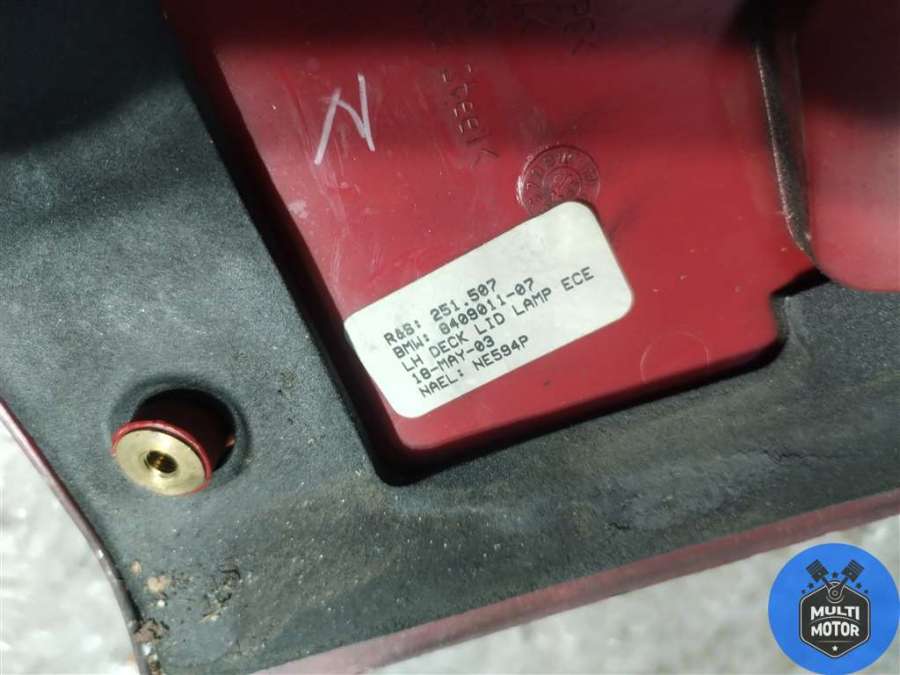 R&B: 251.507
BMW: 8409011-07
LH DECK LID LAMP ECE
18-MAY-03
NAEL: NE594P
MULTI
MOTOR